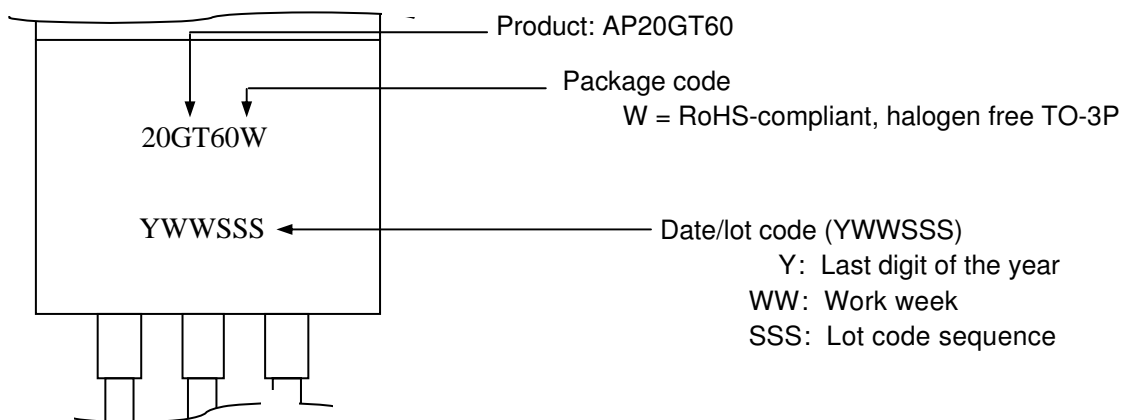 Product: AP20GT60
Package code
W = RoHS-compliant, halogen free TO-3P
20GT60W
YWWSSS
Date/lot code (YWWSSS)
Y: Last digit of the year
WW: Work week
SSS: Lot code sequence